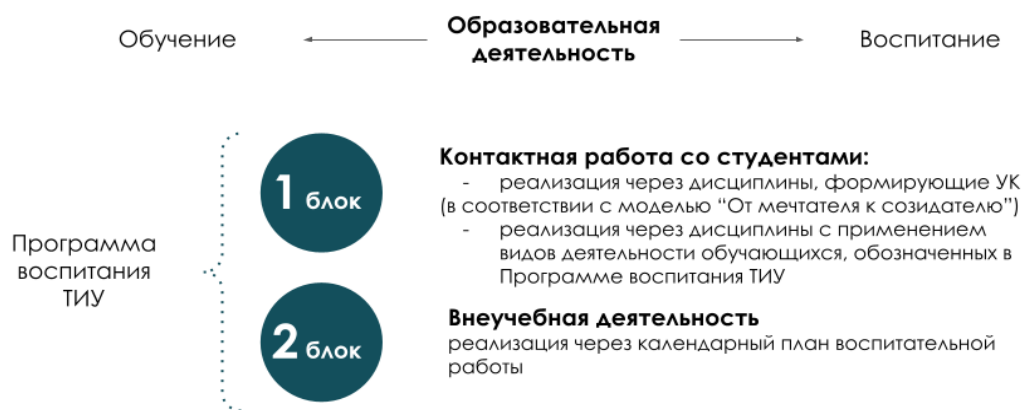 Обучение
Образовательная
деятельность
Воспитание
Программа
воспитания
ТИУ
1 блок
Контактная работа со студентами:
- реализация через дисциплины, формирующие УК
(в соответствии с моделью “От мечтателя к созидателю”)
- реализация через дисциплины с применением
видов деятельности обучающихся, обозначенных в
Программе воспитания ТИУ
2 блок
Внеучебная деятельность
реализация через календарный план воспитательной
работы